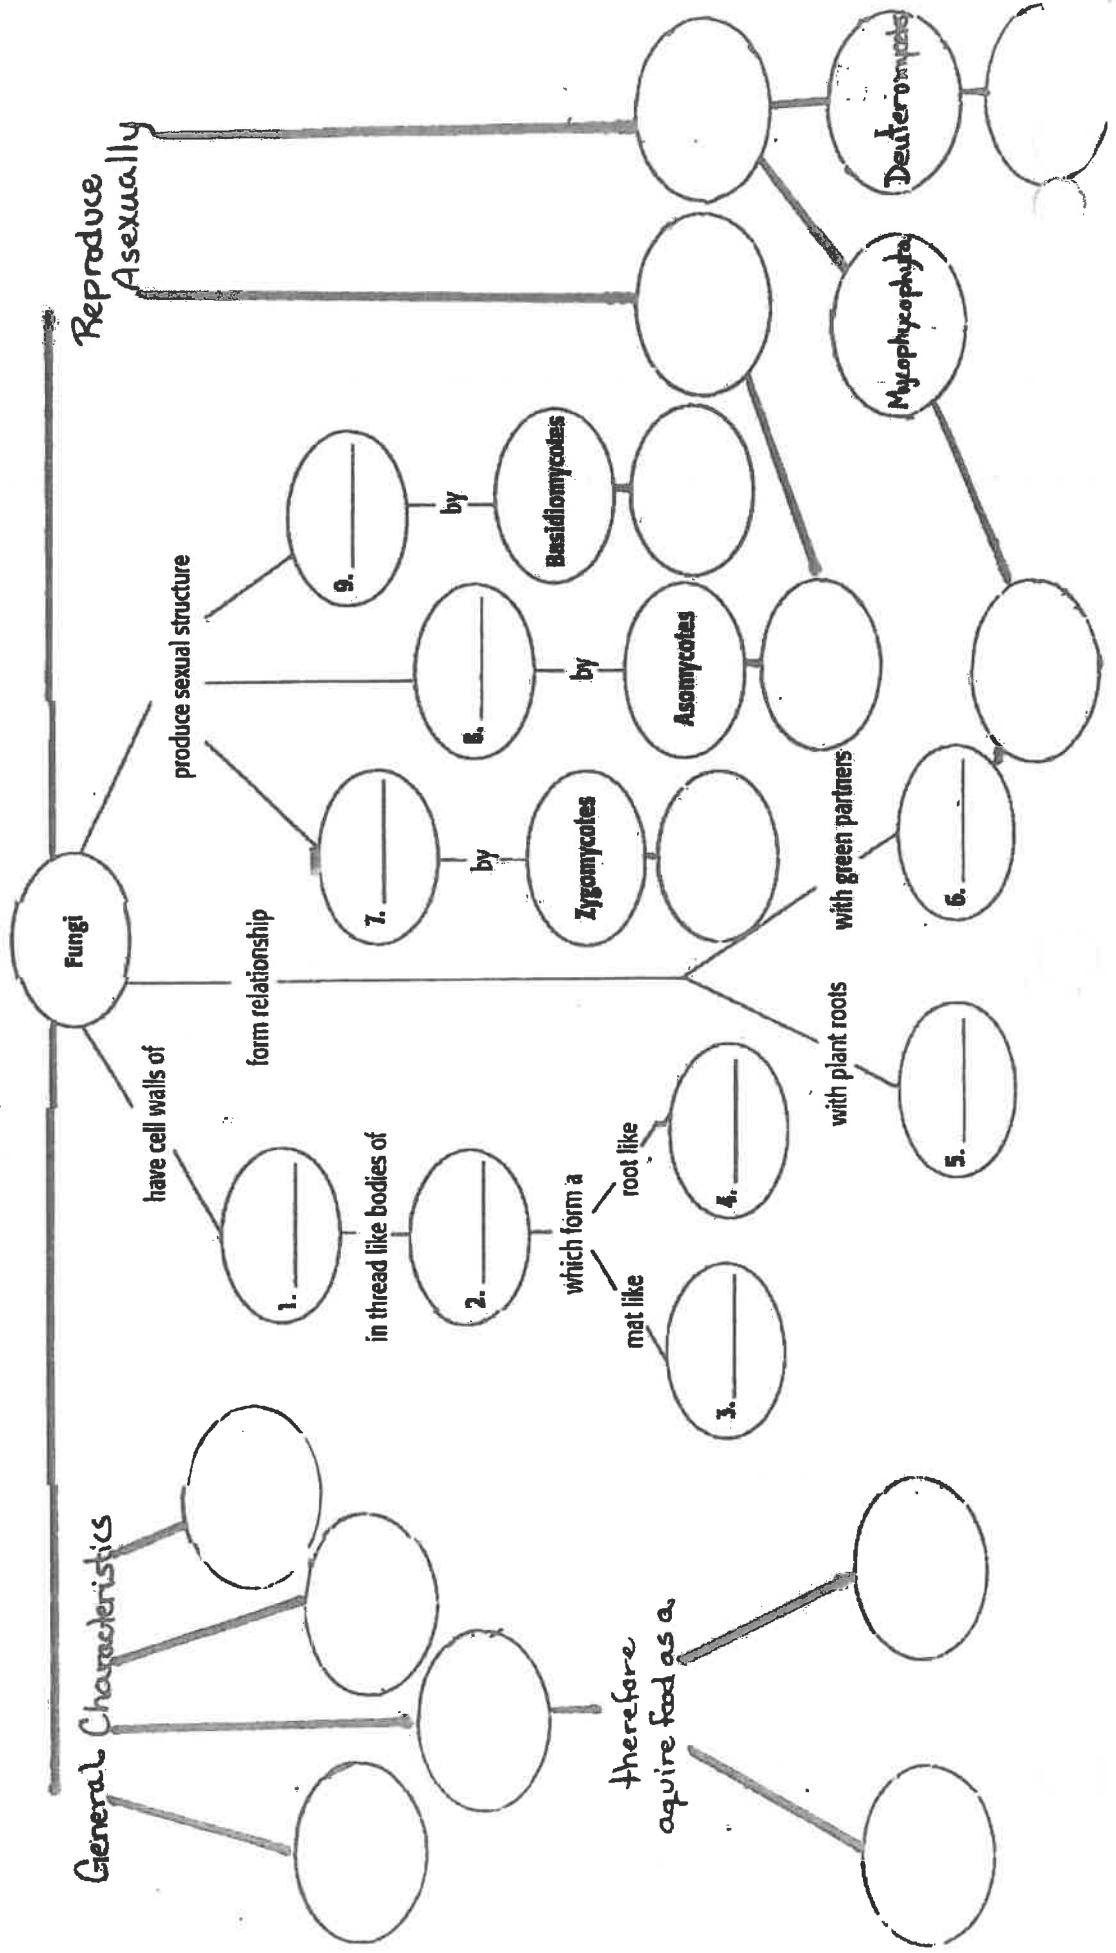 Fungi
General Characteristics
Reproduce
Asexually
have cell walls of
form relationship
produce sexual structure
1.
in thread like bodies of
2.
which form a
mat like
root like
3.
4.
therefore
aquire food as a
with plant roots
with green partners
5.
6.
7.
by
Zygomycotes
8.
by
Asomycotes
9.
by
Basidiomycotes
Mycophycophyta
Deuteromycetes